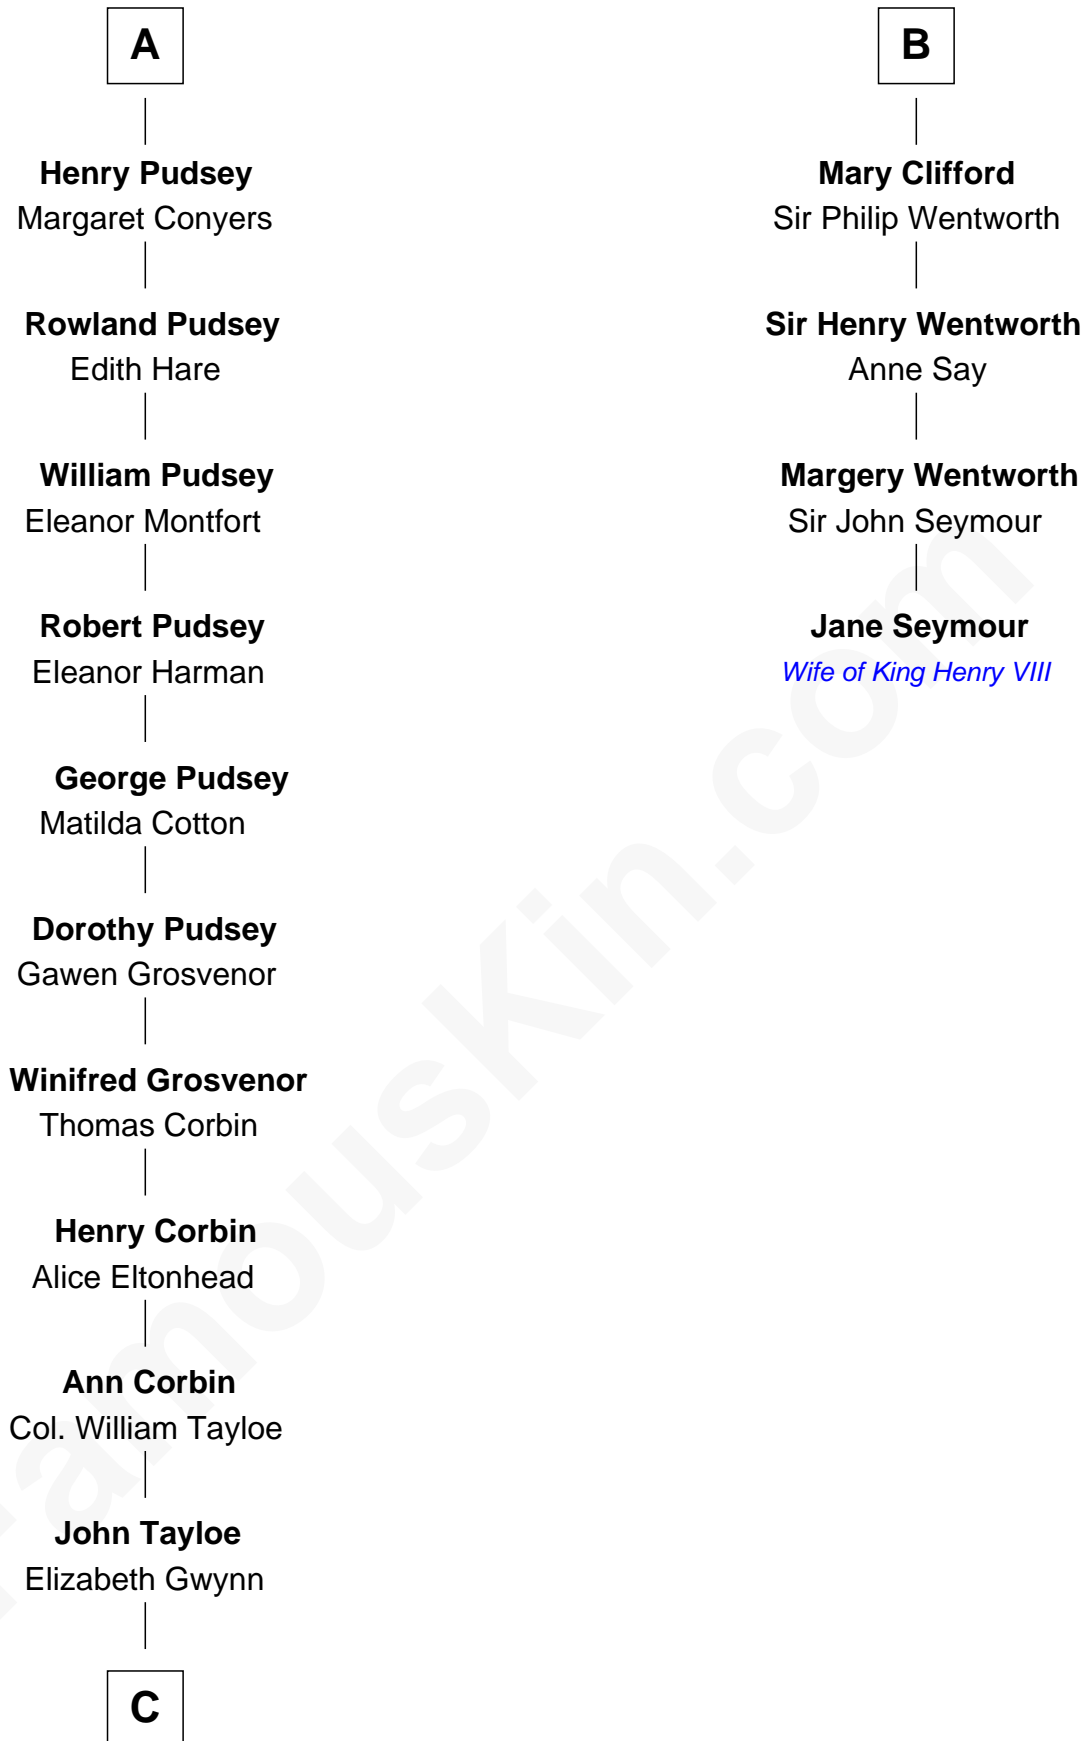 A
Henry Pudsey
Margaret Conyers
Rowland Pudsey
Edith Hare
William Pudsey
Eleanor Montfort
Robert Pudsey
Eleanor Harman
George Pudsey
Matilda Cotton
Dorothy Pudsey
Gawen Grosvenor
Winifred Grosvenor
Thomas Corbin
Henry Corbin
Alice Eltonhead
Ann Corbin
Col. William Tayloe
John Tayloe
Elizabeth Gwynn
C
B
Mary Clifford
Sir Philip Wentworth
Sir Henry Wentworth
Anne Say
Margery Wentworth
Sir John Seymour
Jane Seymour
Wife of King Henry VIII
FamousKin.com